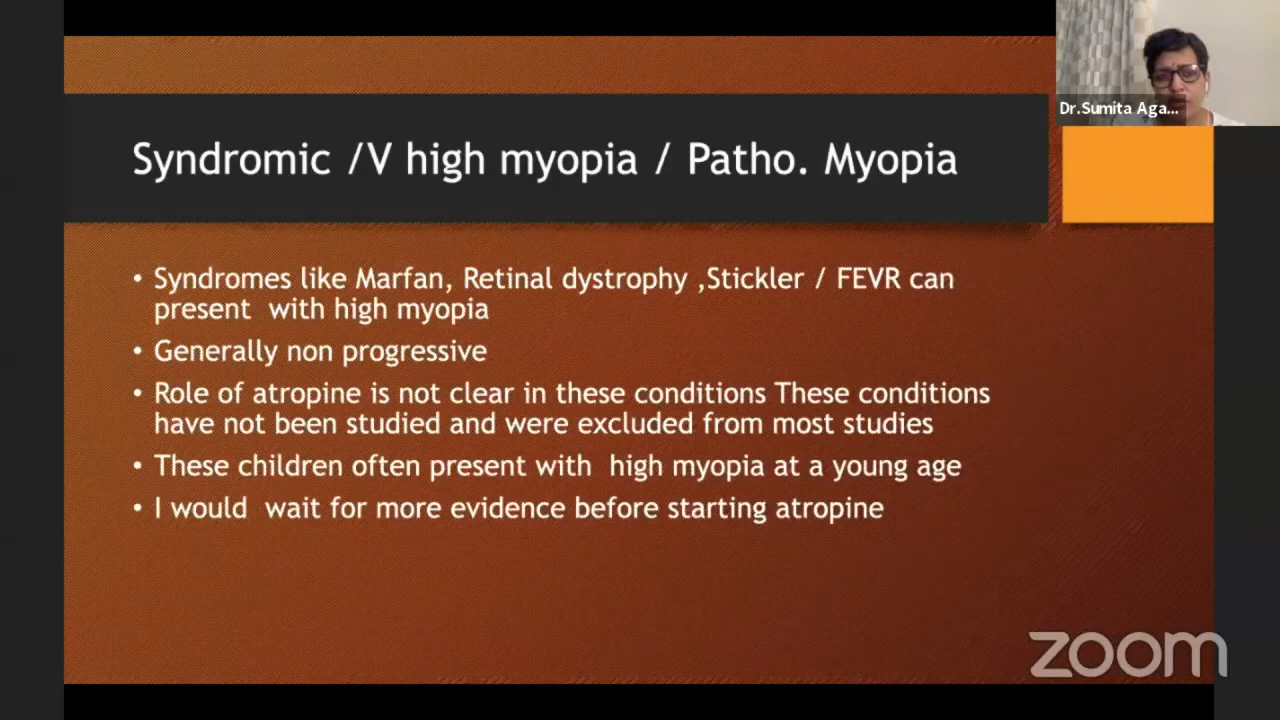 Dr.Sumita Aga...
Syndromic /V high myopia / Patho. Myopia
• Syndromes like Marfan, Retinal dystrophy ,Stickler / FEVR can
present with high myopia
• Generally non progressive
• Role of atropine is not clear in these conditions These conditions
have not been studied and were excluded from most studies
• These children often present with high myopia at a young age
• I would wait for more evidence before starting atropine
zoom